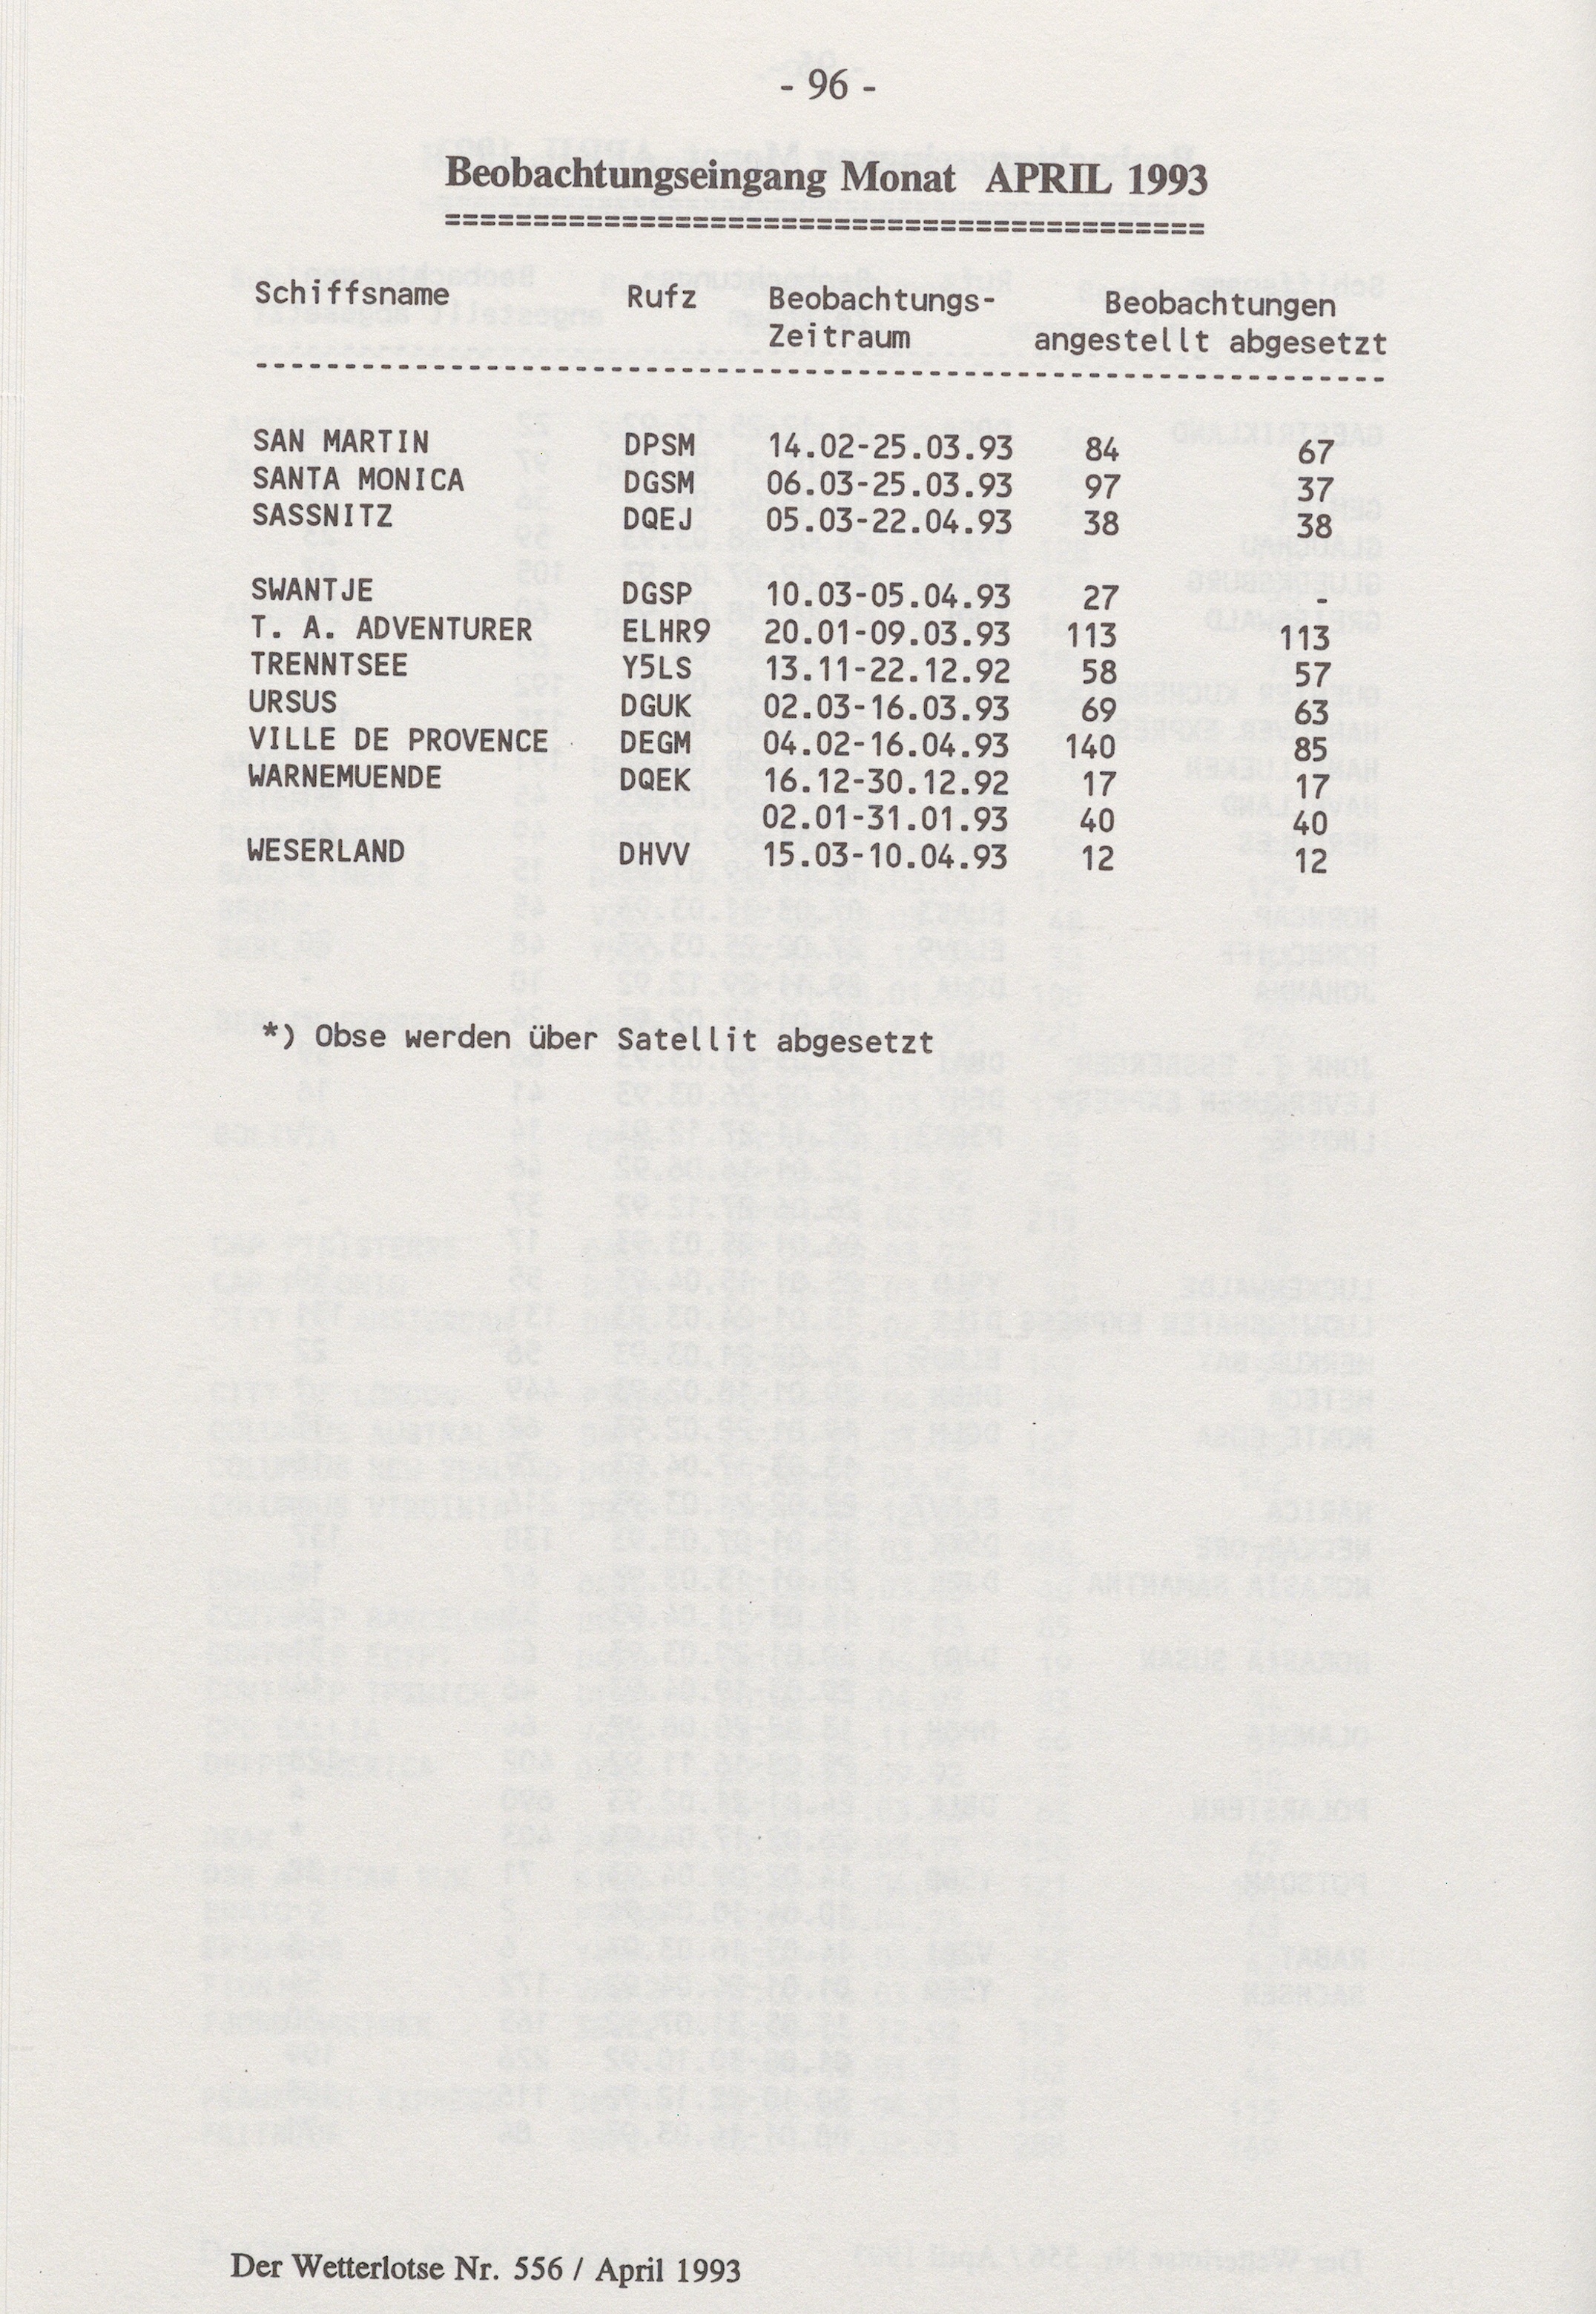 - 96 -
Beobachtungseingang Monat APRIL 1993
===========================================
Schiffsname Rufz Beobachtungs- Beobachtungen
Zeitraum angestellt abgesetzt
----------------------------------------------------------------
SAN MARTIN DPSM 14.02-25.03.93 84 67
SANTA MONICA DGSM 06.03-25.03.93 97 37
SASSNITZ DQEJ 05.03-22.04.93 38 38
SWANTJE DGSP 10.03-05.04.93 27 -
T. A. ADVENTURER ELHR9 20.01-09.03.93 113 113
TRENNTSEE Y5LS 13.11-22.12.92 58 57
URSUS DGUK 02.03-16.03.93 69 63
VILLE DE PROVENCE DEGM 04.02-16.04.93 140 85
WARNEMUENDE DQEK 16.12-30.12.92 17 17
02.01-31.01.93 40 40
WESERLAND DHVV 15.03-10.04.93 12 12
*) Obse werden über Satellit abgesetzt
Der Wetterlotse Nr. 556 / April 1993